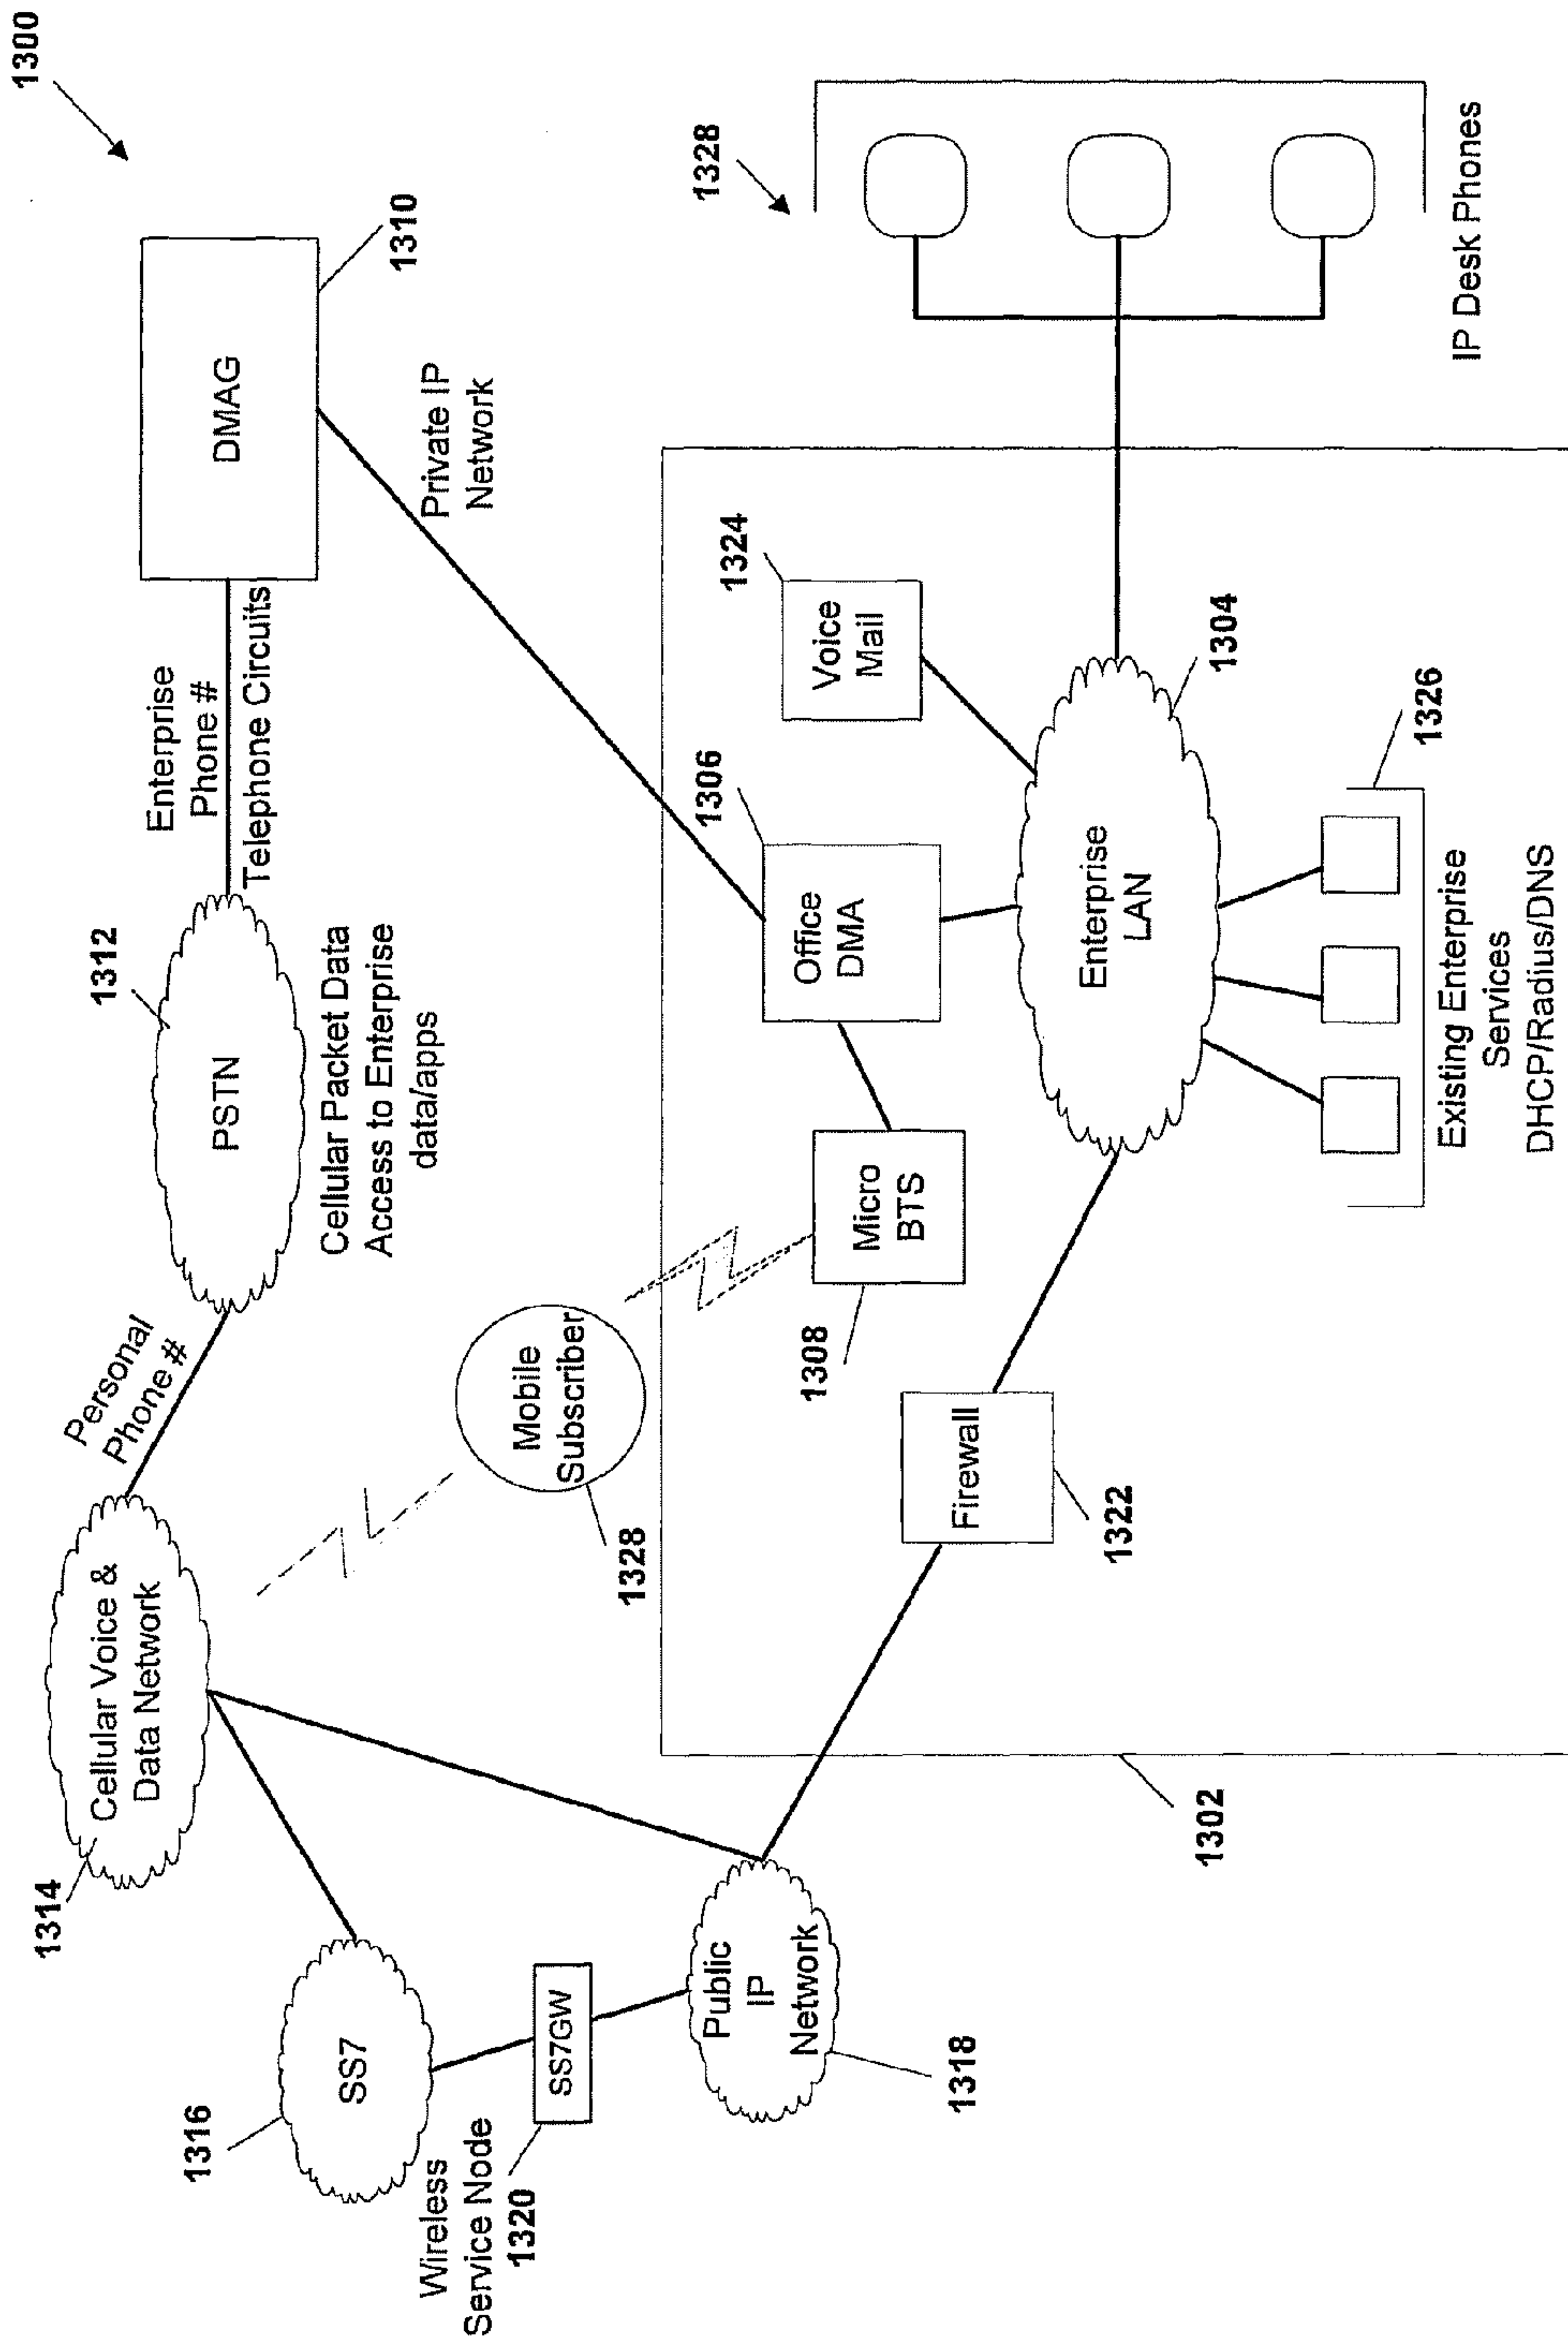 1300
1314
Cellular Voice &
Data Network
Personal
Phone #
1312
PSTN
Enterprise
Phone #
Telephone Circuits
DMAG
1310
1316
SS7
Cellular Packet Data
Access to Enterprise
data/apps
Private IP
Network
Wireless
Service Node
1320
SS7GW
Mobile
Subscriber
1328
1318
Public
IP
Network
1308
Micro
BTS
1306
Office
DMA
1324
Voice
Mail
1328
IP Desk Phones
Firewall
1322
Enterprise
LAN
1304
1302
1326
Existing Enterprise
Services
DHCP/Radius/DNS